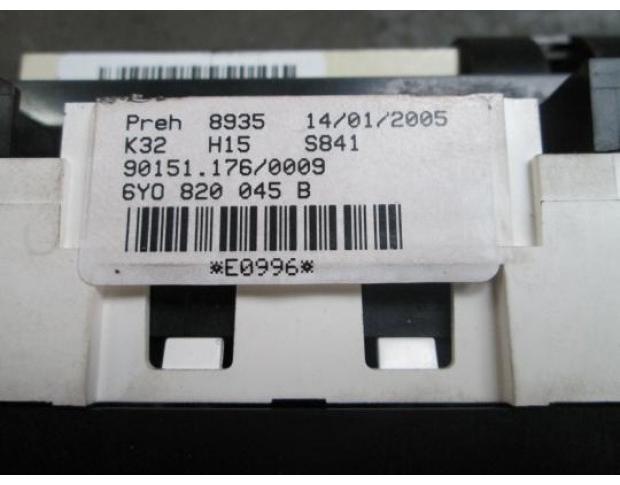 Preh 8935 14/01/2005
K32 H15 S841
90151.176/0009
6Y0 820 045 B
*E0996*